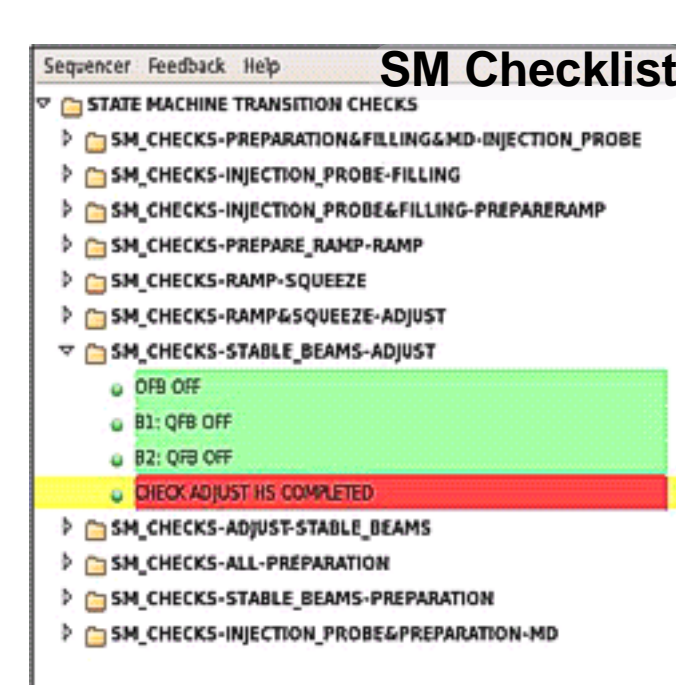 Sequencer Feedback Help
SM Checklist
STATE MACHINE TRANSITION CHECKS
SM_CHECKS-PREPARATION&FILLING&MD-INJECTION_PROBE
SM_CHECKS-INJECTION_PROBE-FILLING
SM_CHECKS-INJECTION_PROBE&FILLING-PREPARERAMP
SM_CHECKS-PREPARE_RAMP-RAMP
SM_CHECKS-RAMP-SQUEEZE
SM_CHECKS-RAMP&SQUEEZE-ADJUST
SM_CHECKS-STABLE_BEAMS-ADJUST
OFB OFF
B1: QFB OFF
B2: QFB OFF
CHECK ADJUST HS COMPLETED
SM_CHECKS-ADJUST-STABLE_BEAMS
SM_CHECKS-ALL-PREPARATION
SM_CHECKS-STABLE_BEAMS-PREPARATION
SM_CHECKS-INJECTION_PROBE&PREPARATION-MD